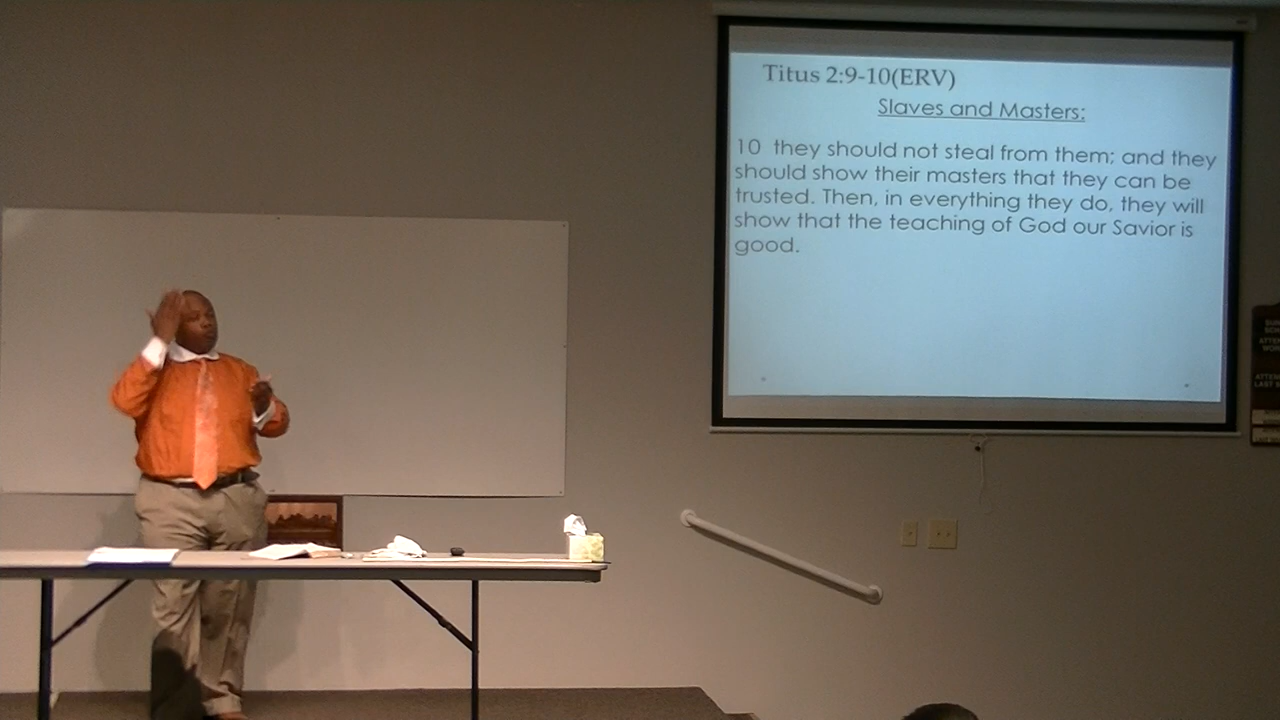 Titus 2:9-10(ERV)
Slaves and Masters:
10 they should not steal from them; and they
should show their masters that they can be
trusted. Then, in everything they do, they will
show that the teaching of God our Savior is
good.